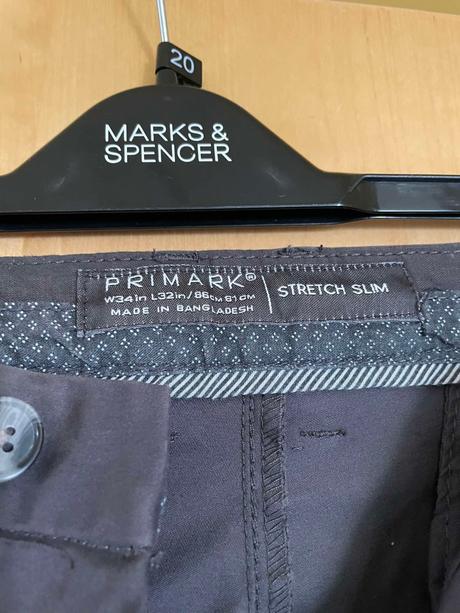 20
MARKS &
SPENCER
PRIMARK®
W34in L32in/86CM 81CM
MADE IN BANGLADESH
STRETCH SLIM